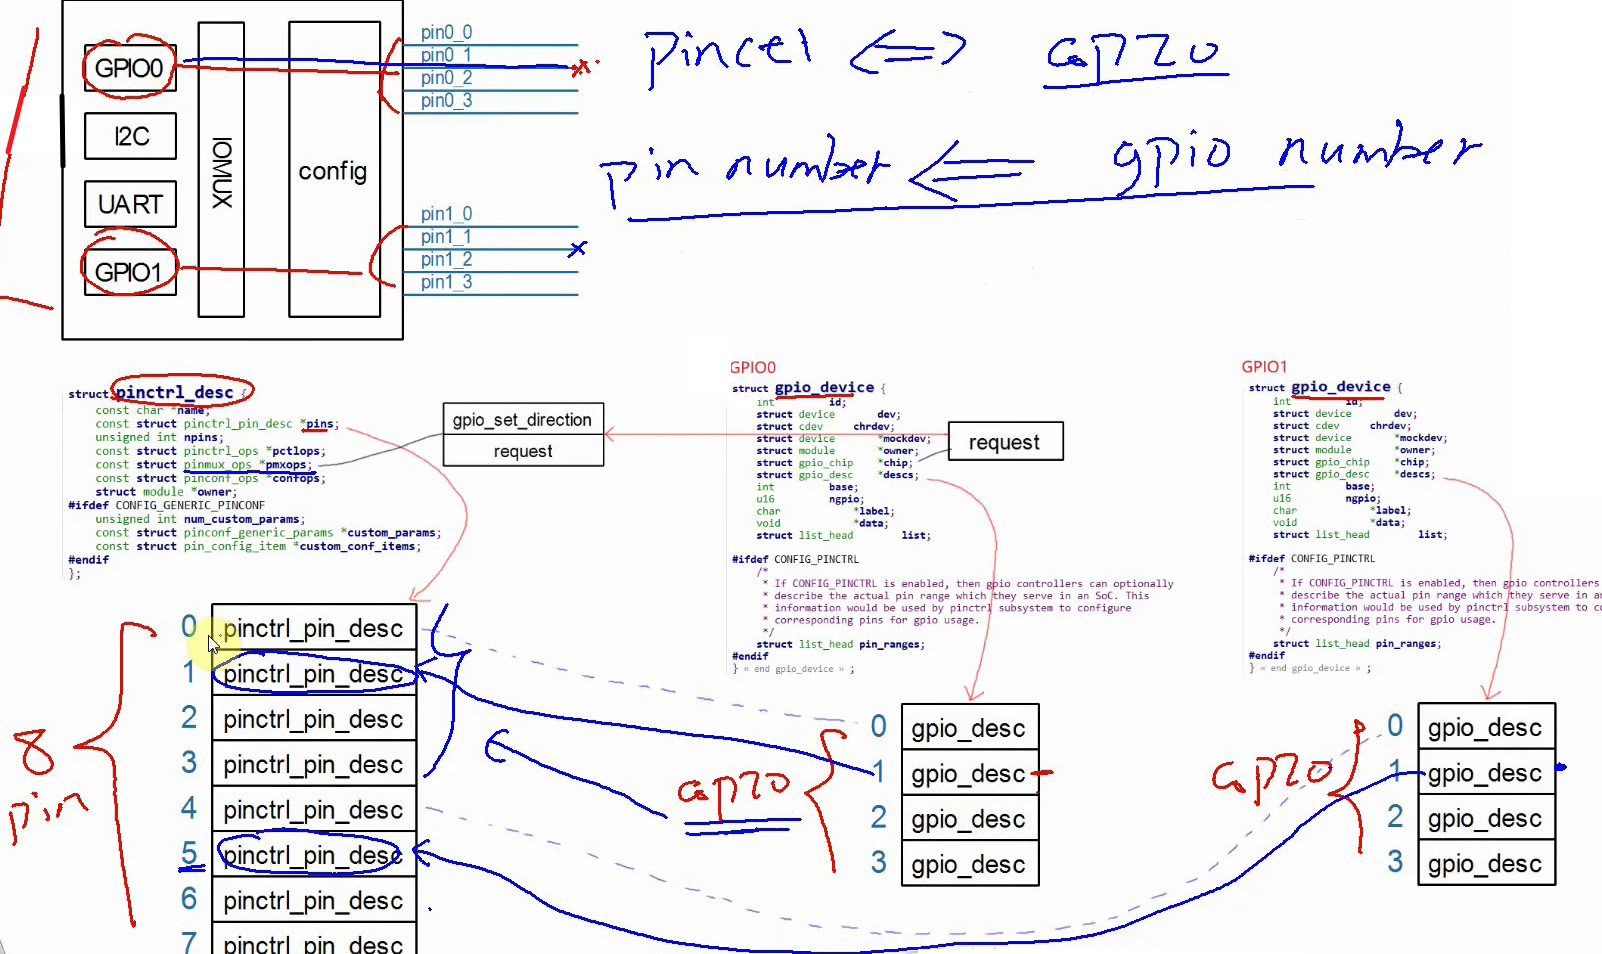 GPIO0
I2C
UART
GPIO1
IOMUX
config
pin0_0
pin0_1
pin0_2
pin0_3
pin1_0
pin1_1
pin1_2
pin1_3
pinctl <=> GPIO
pin number <= gpio number
struct pinctrl_desc {
const char *name;
const struct pinctrl_pin_desc *pins;
unsigned int npins;
const struct pinctrl_ops *pctlops;
const struct pinmux_ops *pmxops;
const struct pinconf_ops *confops;
struct module *owner;
#ifdef CONFIG_GENERIC_PINCONF
unsigned int num_custom_params;
const struct pinconf_generic_params *custom_params;
const struct pin_config_item *custom_conf_items;
#endif
};
gpio_set_direction
request
GPIO0
struct gpio_device {
int id;
struct device dev;
struct cdev chrdev;
struct device *mockdev;
struct module *owner;
struct gpio_chip *chip;
struct gpio_desc *descs;
int base;
u16 ngpio;
char *label;
void *data;
struct list_head list;
#ifdef CONFIG_PINCTRL
/*
* If CONFIG_PINCTRL is enabled, then gpio controllers can optionally
* describe the actual pin range which they serve in an SoC. This
* information would be used by pinctrl subsystem to configure
* corresponding pins for gpio usage.
*/
struct list_head pin_ranges;
#endif
} « end gpio_device » ;
request
GPIO1
struct gpio_device {
int id;
struct device dev;
struct cdev chrdev;
struct device *mockdev;
struct module *owner;
struct gpio_chip *chip;
struct gpio_desc *descs;
int base;
u16 ngpio;
char *label;
void *data;
struct list_head list;
#ifdef CONFIG_PINCTRL
/*
* If CONFIG_PINCTRL is enabled, then gpio controllers
* describe the actual pin range which they serve in an
* information would be used by pinctrl subsystem to co
* corresponding pins for gpio usage.
*/
struct list_head pin_ranges;
#endif
} « end gpio_device » ;
8
pin
0 pinctrl_pin_desc
1 pinctrl_pin_desc
2 pinctrl_pin_desc
3 pinctrl_pin_desc
4 pinctrl_pin_desc
5 pinctrl_pin_desc
6 pinctrl_pin_desc
7 pinctrl_pin_desc
GPIO
0 gpio_desc
1 gpio_desc
2 gpio_desc
3 gpio_desc
GPIO
0 gpio_desc
1 gpio_desc
2 gpio_desc
3 gpio_desc